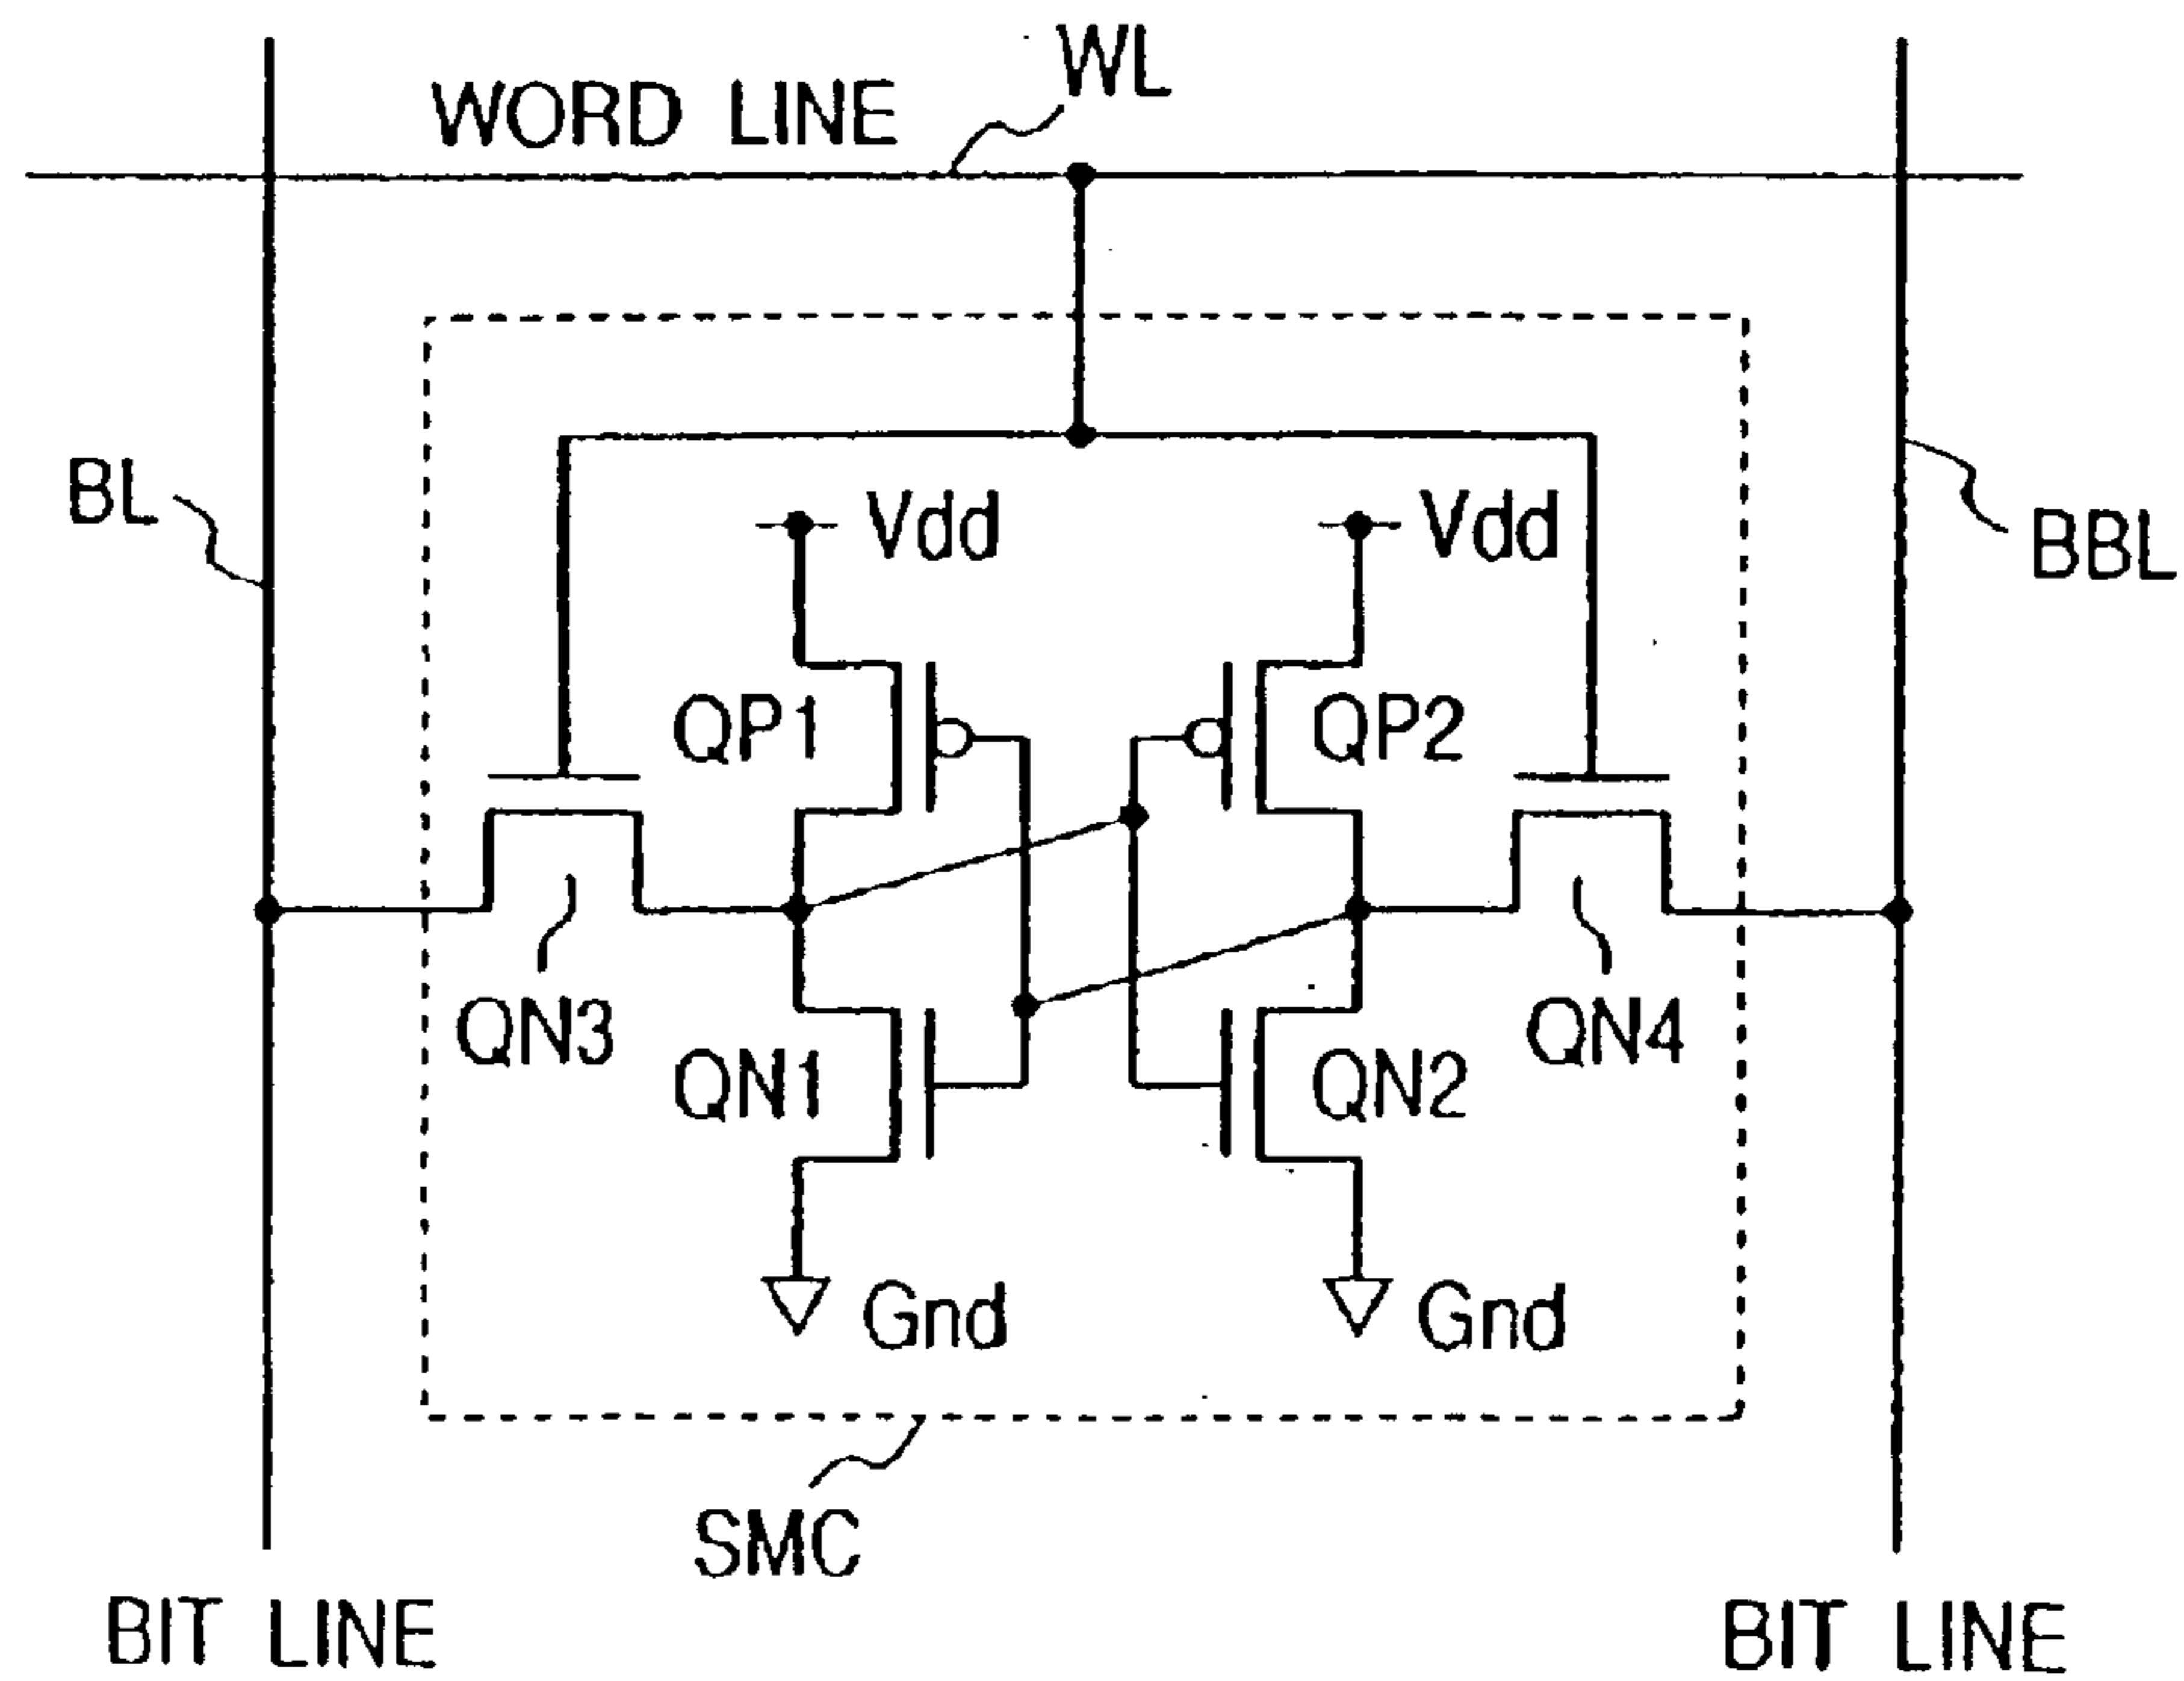 WL
WORD LINE
BL
Vdd
Vdd
BBL
QP1
QP2
QN3
QN4
QN1
QN2
Gnd
Gnd
SMC
BIT LINE
BIT LINE